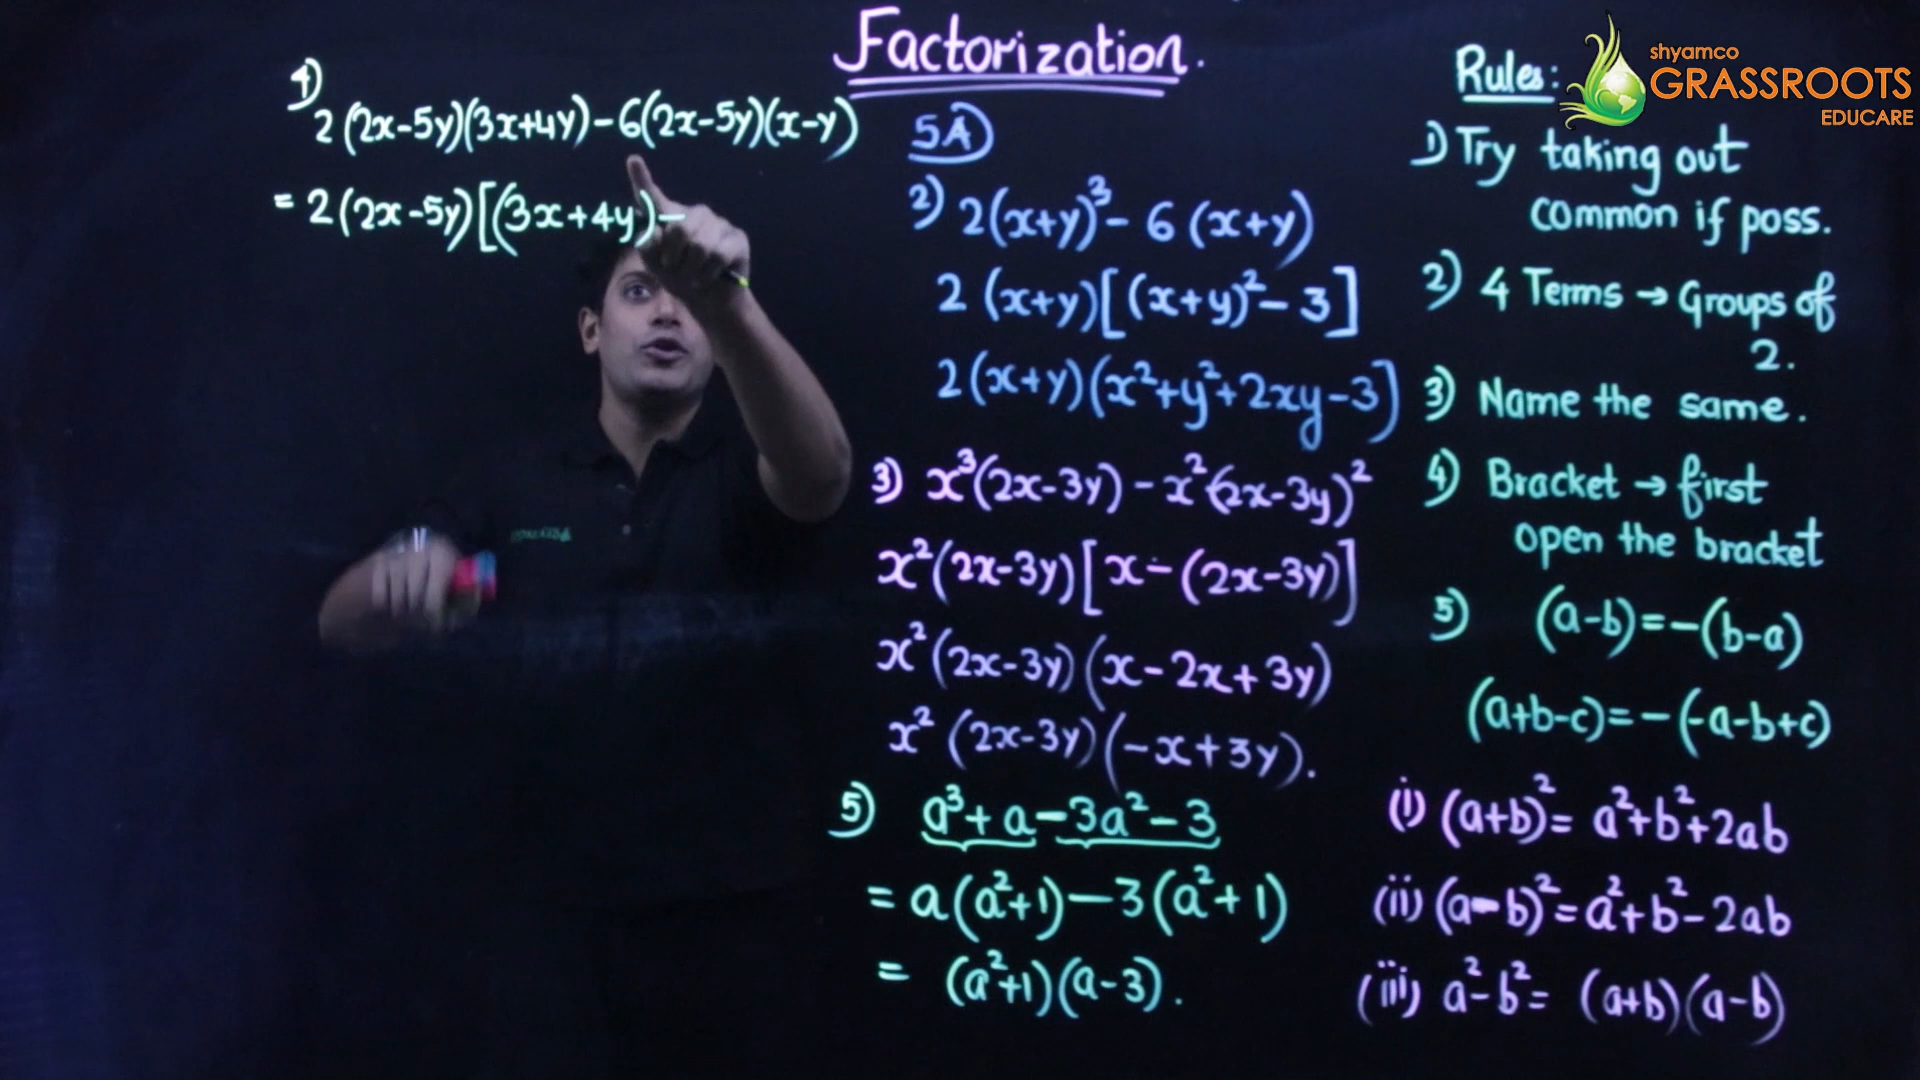 Factorization.
4)
2(2x-5y)(3x+4y)-6(2x-5y)(x-y)
= 2(2x-5y)[(3x+4y)-
5A)
2) 2(x+y)³- 6(x+y)
2(x+y)[(x+y)²-3]
2(x+y)(x²+y²+2xy-3]
3) x³(2x-3y)-x²(2x-3y)²
x²(2x-3y)[x-(2x-3y)]
x²(2x-3y)(x-2x+3y)
x²(2x-3y)(-x+3y).
5) a³+a-3a²-3
= a(a²+1)-3(a²+1)
= (a²+1)(a-3).
Rules:
1) Try taking out
common if poss.
2) 4 Terms → Groups of
2.
3) Name the same.
4) Bracket → first
open the bracket
5) (a-b)=-(b-a)
(a+b-c)=-(-a-b+c)
(i) (a+b)²= a²+b²+2ab
(ii) (a-b)²=a²+b²-2ab
(iii) a²-b²= (a+b)(a-b)
shyamco
GRASSROOTS
EDUCARE